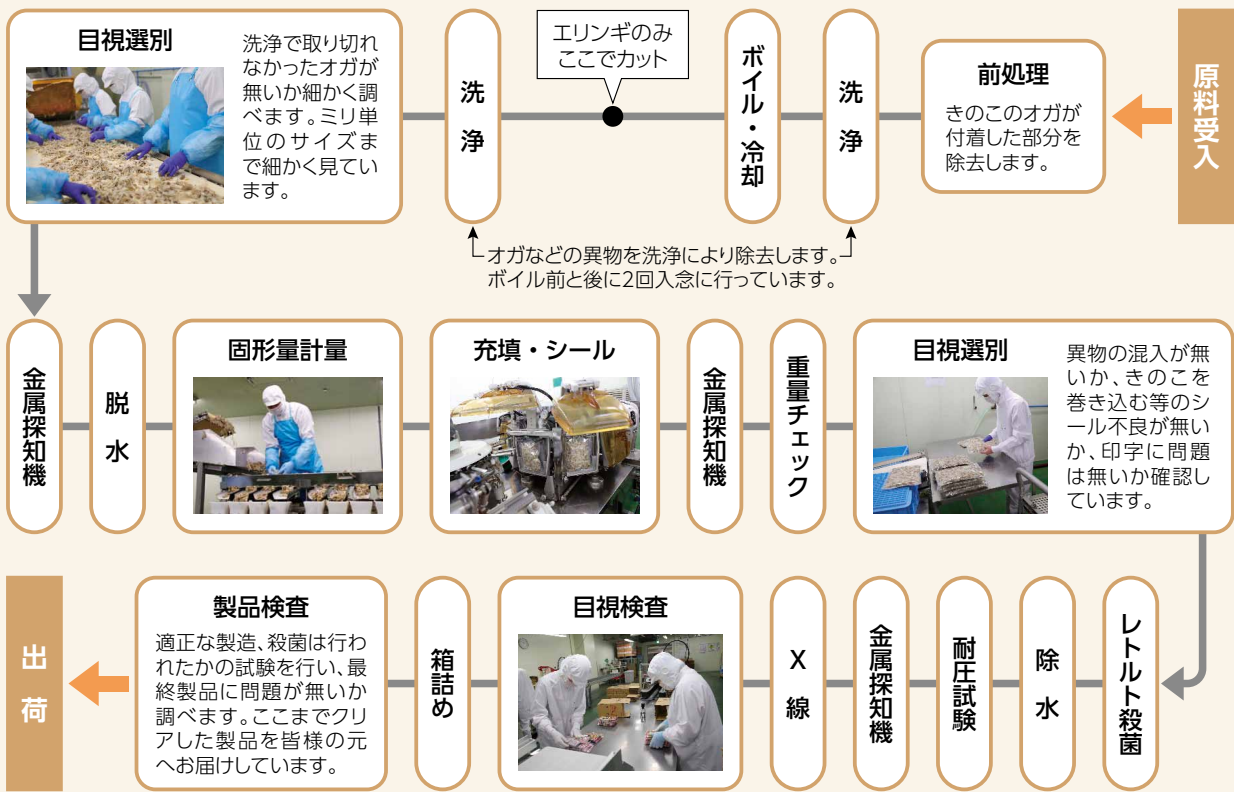 原料受入
前処理
きのこのオガが
付着した部分を
除去します。
洗浄
ボイル・冷却
エリンギのみ
ここでカット
洗浄
オガなどの異物を洗浄により除去します。
ボイル前と後に2回入念に行っています。
目視選別
洗浄で取り切れ
なかったオガが
無いか細かく調
べます。ミリ単
位のサイズま
で細かく見てい
ます。
金属探知機
脱水
固形量計量
充填・シール
金属探知機
重量チェック
目視選別
異物の混入が無
いか、きのこを
巻き込む等のシ
ール不良が無い
か、印字に問題
は無いか確認し
ています。
レトルト殺菌
除水
耐圧試験
金属探知機
X線
目視検査
箱詰め
製品検査
適正な製造、殺菌は行わ
れたかの試験を行い、最
終製品に問題が無いか
調べます。ここまでクリ
アした製品を皆様の元
へお届けしています。
出荷